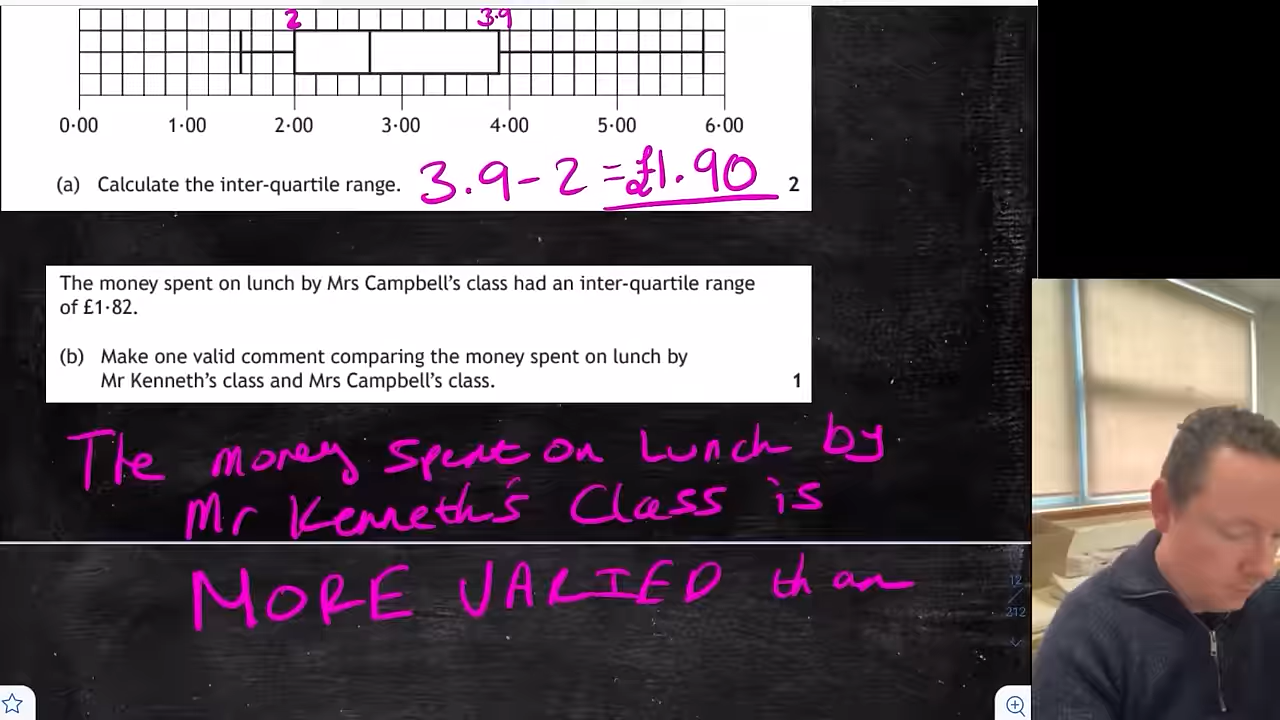 2 3.9
0·00 1·00 2·00 3·00 4·00 5·00 6·00
(a) Calculate the inter-quartile range. 3.9-2=£1.90 2
The money spent on lunch by Mrs Campbell's class had an inter-quartile range
of £1·82.
(b) Make one valid comment comparing the money spent on lunch by
Mr Kenneth's class and Mrs Campbell's class. 1
The money spent on lunch by
Mr Kenneth's Class is
MORE VARIED than
12
212